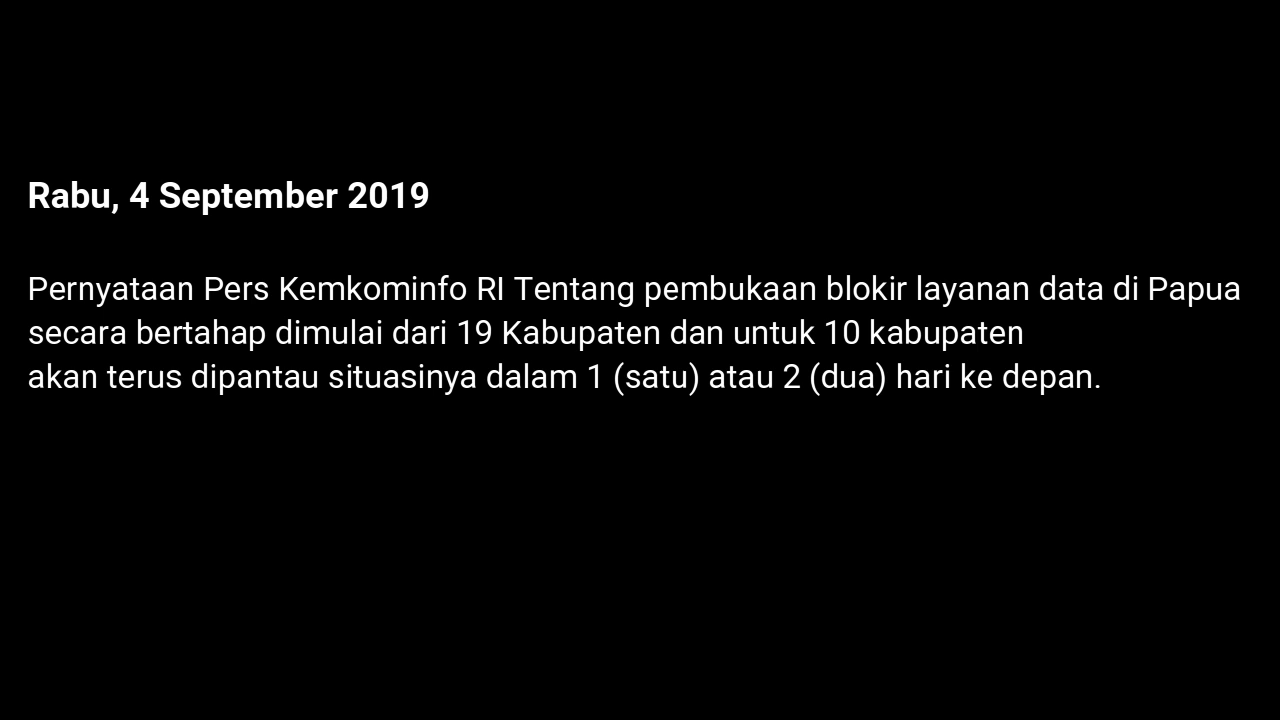 Rabu, 4 September 2019
Pernyataan Pers Kemkominfo RI Tentang pembukaan blokir layanan data di Papua
secara bertahap dimulai dari 19 Kabupaten dan untuk 10 kabupaten
akan terus dipantau situasinya dalam 1 (satu) atau 2 (dua) hari ke depan.